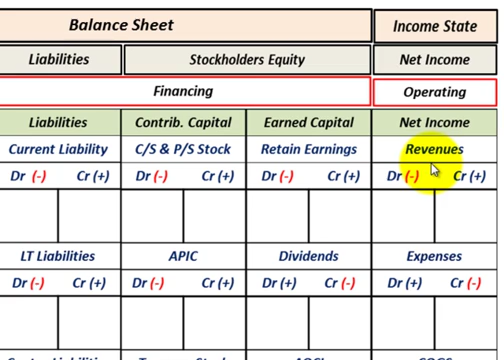 Balance Sheet Income State
Liabilities Stockholders Equity Net Income
Financing Operating
Liabilities Contrib. Capital Earned Capital Net Income
Current Liability C/S & P/S Stock Retain Earnings Revenues
Dr (-) Cr (+) Dr (-) Cr (+) Dr (-) Cr (+) Dr (-) Cr (+)
LT Liabilities APIC Dividends Expenses
Dr (-) Cr (+) Dr (-) Cr (+) Dr (+) Cr (-) Dr (+) Cr (-)